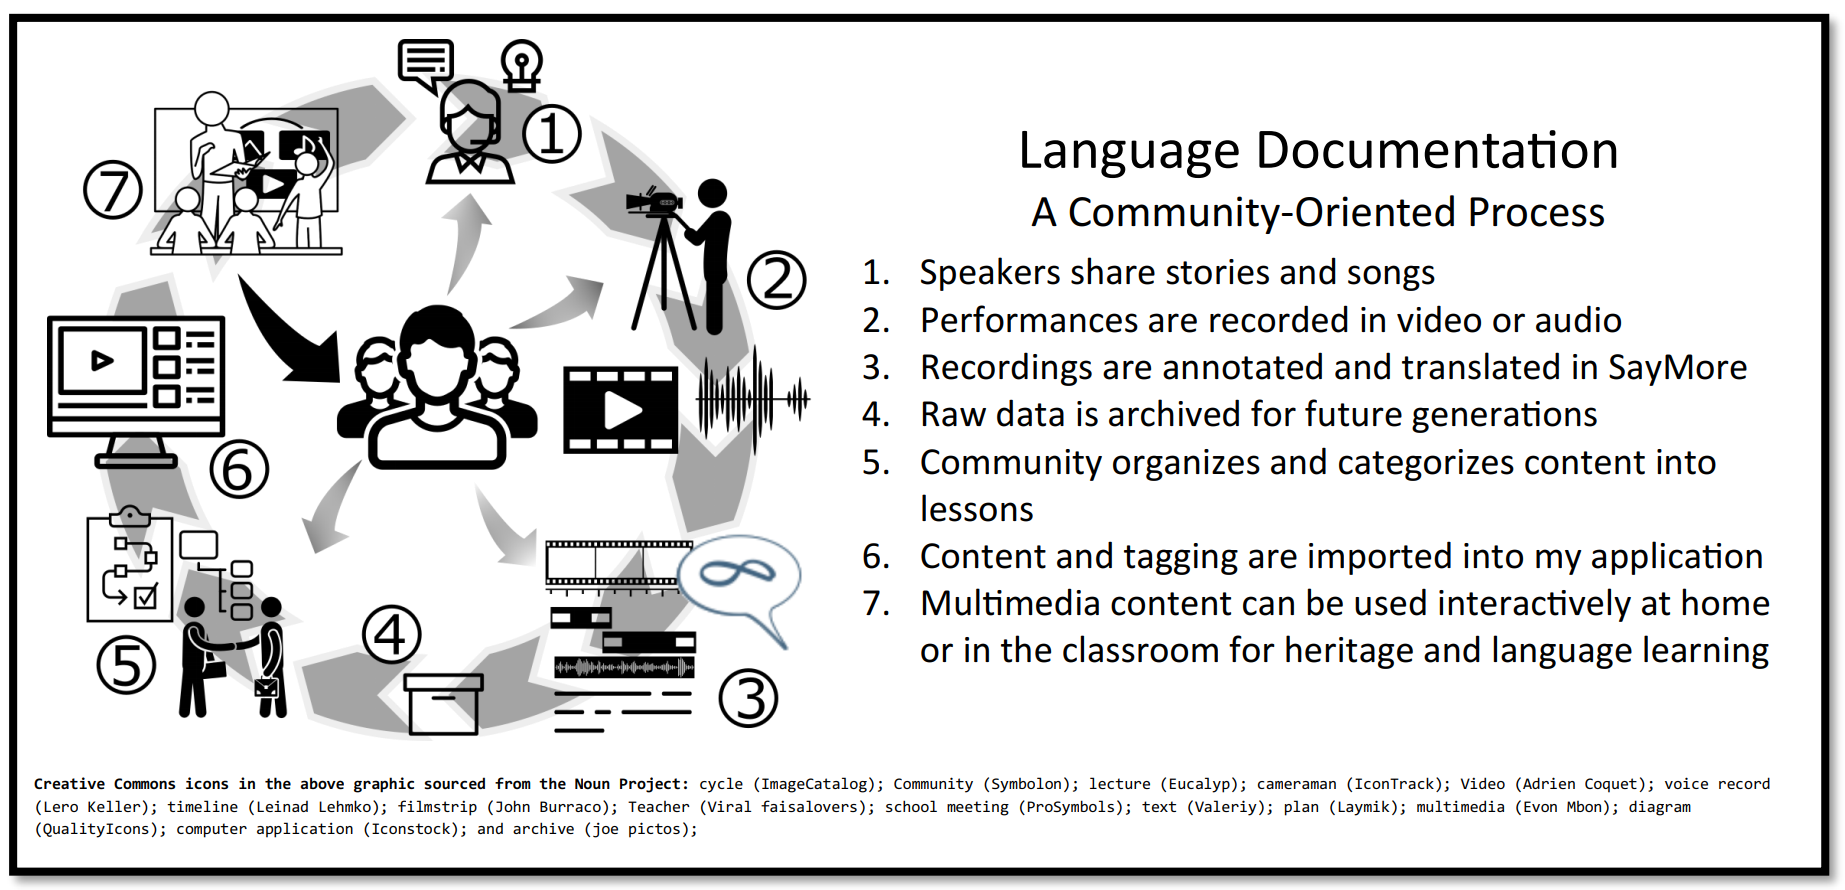 Language Documentation
A Community-Oriented Process
1. Speakers share stories and songs
2. Performances are recorded in video or audio
3. Recordings are annotated and translated in SayMore
4. Raw data is archived for future generations
5. Community organizes and categorizes content into
lessons
6. Content and tagging are imported into my application
7. Multimedia content can be used interactively at home
or in the classroom for heritage and language learning
1
2
3
4
5
6
7
Creative Commons icons in the above graphic sourced from the Noun Project: cycle (ImageCatalog); Community (Symbolon); lecture (Eucalyp); cameraman (IconTrack); Video (Adrien Coquet); voice record
(Lero Keller); timeline (Leinad Lehmko); filmstrip (John Burraco); Teacher (Viral faisalovers); school meeting (ProSymbols); text (Valeriy); plan (Laymik); multimedia (Evon Mbon); diagram
(QualityIcons); computer application (Iconstock); and archive (joe pictos);